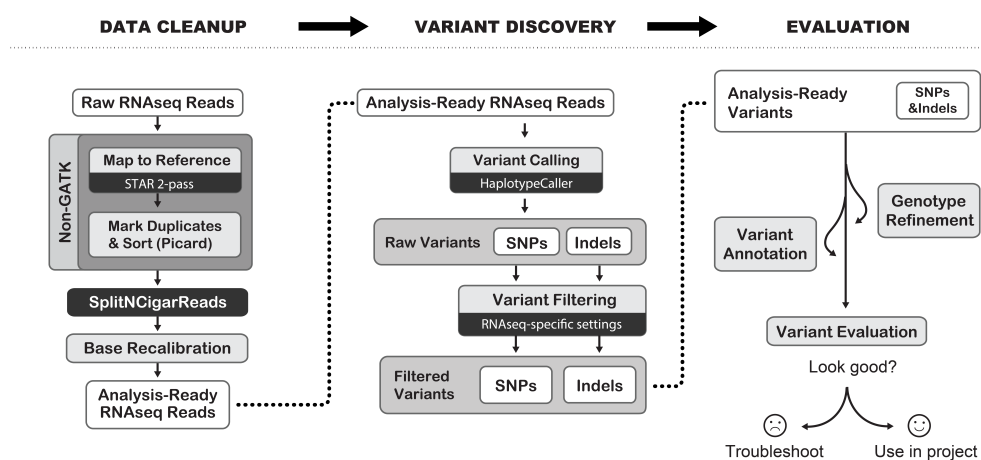 DATA CLEANUP
VARIANT DISCOVERY
EVALUATION
Raw RNAseq Reads
Non-GATK
Map to Reference
STAR 2-pass
Mark Duplicates
& Sort (Picard)
SplitNCigarReads
Base Recalibration
Analysis-Ready
RNAseq Reads
Analysis-Ready RNAseq Reads
Variant Calling
HaplotypeCaller
Raw Variants
SNPs
Indels
Variant Filtering
RNAseq-specific settings
Filtered
Variants
SNPs
Indels
Analysis-Ready
Variants
SNPs
&Indels
Genotype
Refinement
Variant
Annotation
Variant Evaluation
Look good?
Troubleshoot
Use in project